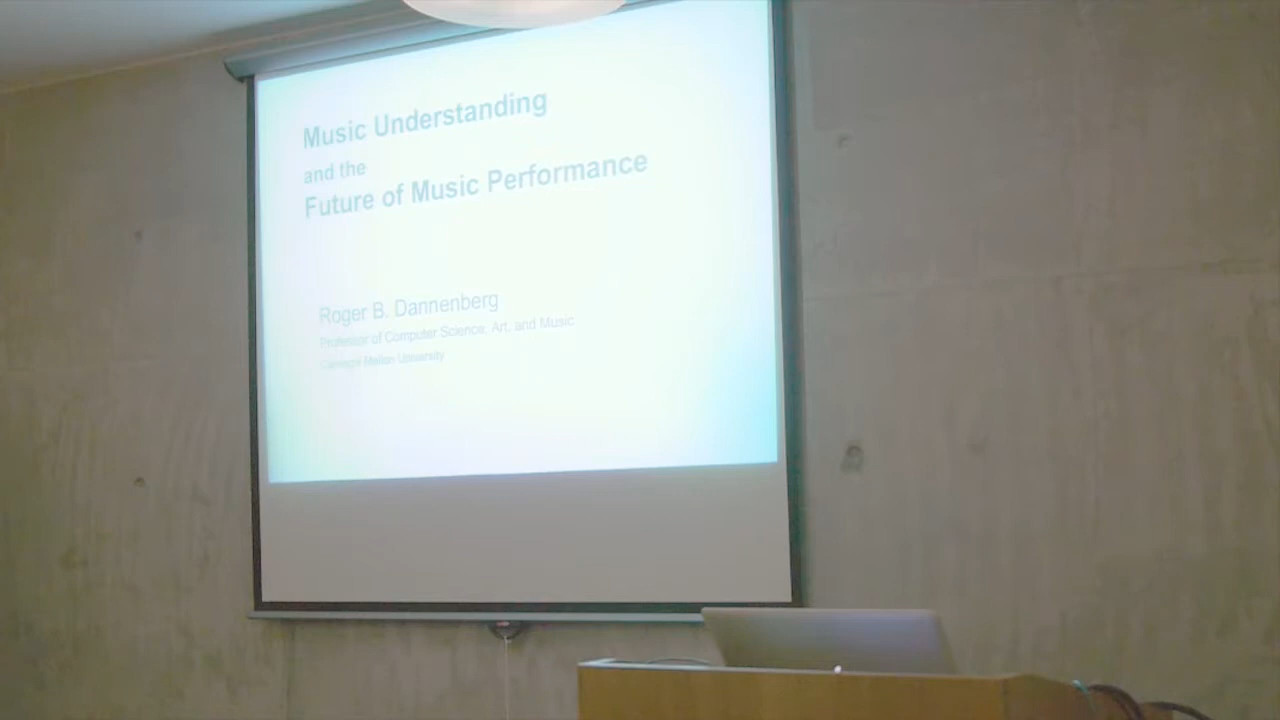 Music Understanding
and the
Future of Music Performance
Roger B. Dannenberg
Professor of Computer Science, Art, and Music
Carnegie Mellon University